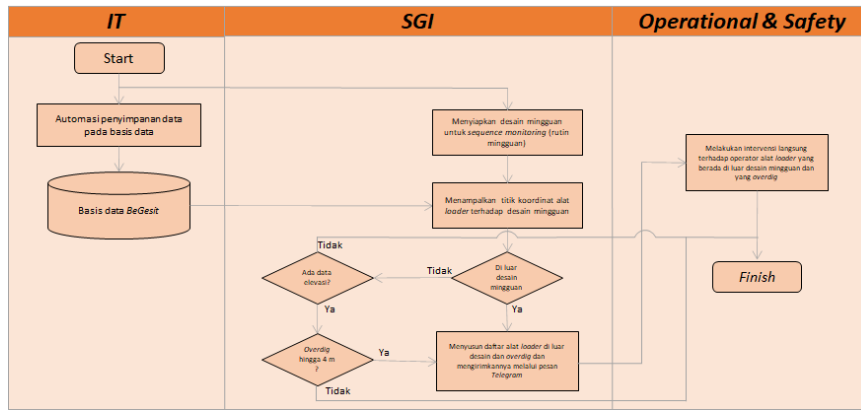 IT
SGI
Operational & Safety
Start
Automasi penyimpanan data
pada basis data
Basis data BeGesit
Menyiapkan desain mingguan
untuk sequence monitoring (rutin
mingguan)
Menampalkan titik koordinat alat
loader terhadap desain mingguan
Di luar
desain
mingguan
Tidak
Ya
Ada data
elevasi?
Tidak
Ya
Overdig
hingga 4 m
?
Ya
Tidak
Menyusun daftar alat loader di luar
desain dan overdig dan
mengirimkannya melalui pesan
Telegram
Melakukan intervensi langsung
terhadap operator alat loader yang
berada di luar desain mingguan dan
yang overdig
Finish